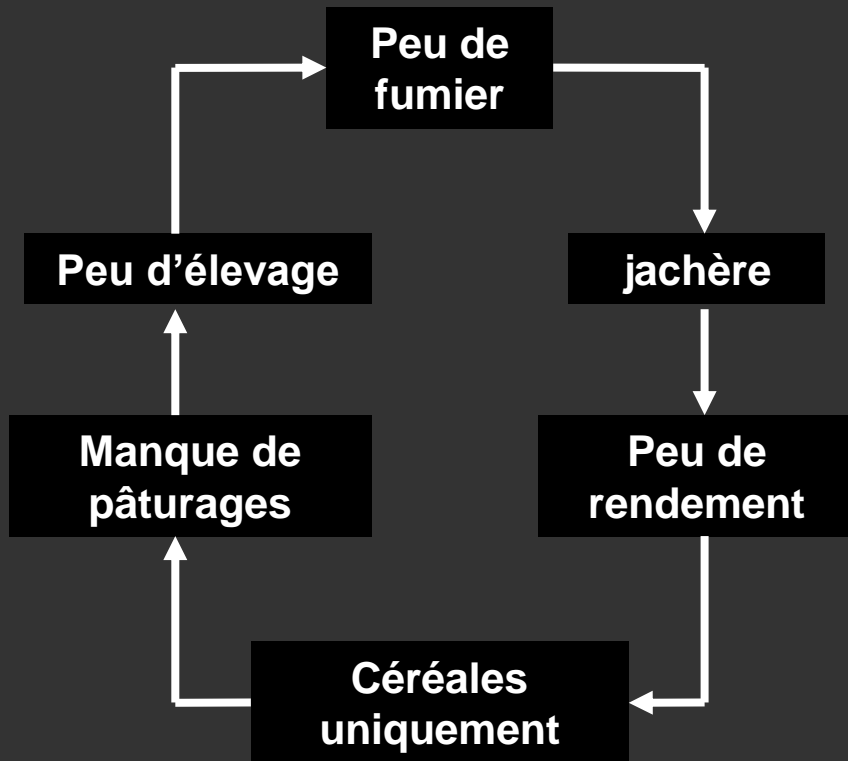 Peu de
fumier
Peu d’élevage
jachère
Manque de
pâturages
Peu de
rendement
Céréales
uniquement